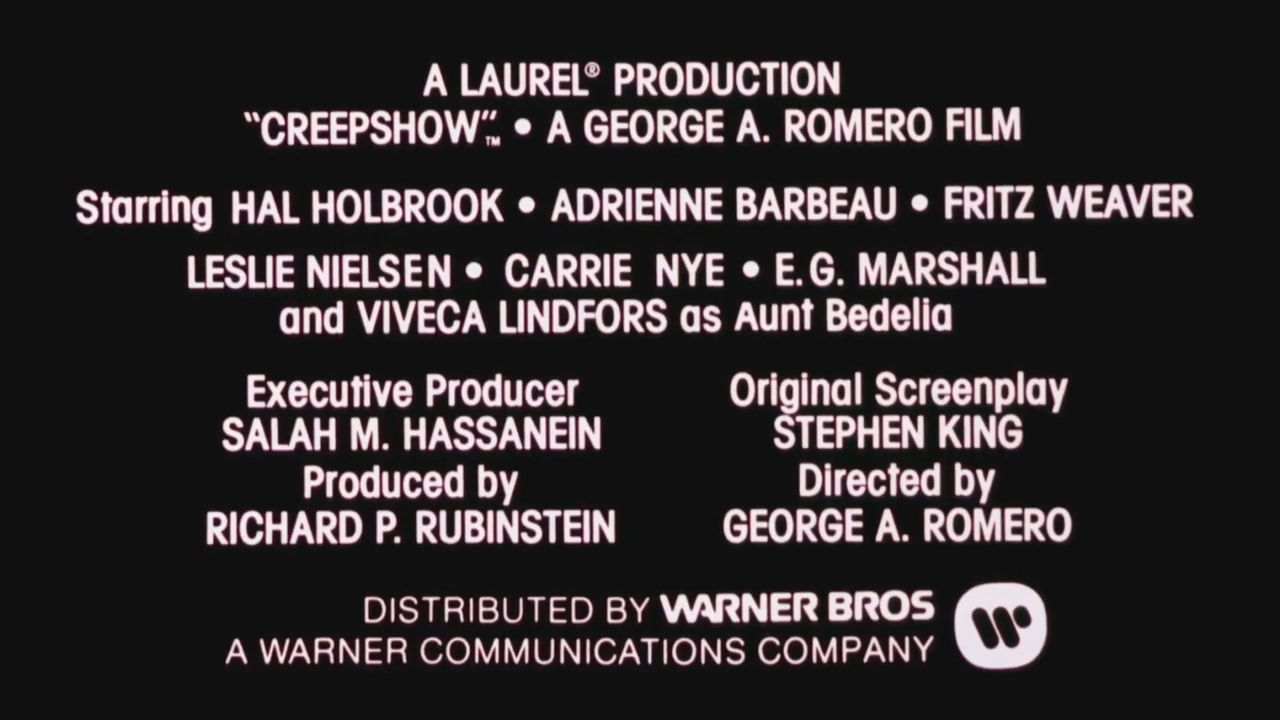 A LAUREL® PRODUCTION
“CREEPSHOW”™ • A GEORGE A. ROMERO FILM
Starring HAL HOLBROOK • ADRIENNE BARBEAU • FRITZ WEAVER
LESLIE NIELSEN • CARRIE NYE • E.G. MARSHALL
and VIVECA LINDFORS as Aunt Bedelia
Executive Producer
SALAH M. HASSANEIN
Produced by
RICHARD P. RUBINSTEIN
Original Screenplay
STEPHEN KING
Directed by
GEORGE A. ROMERO
DISTRIBUTED BY WARNER BROS
A WARNER COMMUNICATIONS COMPANY